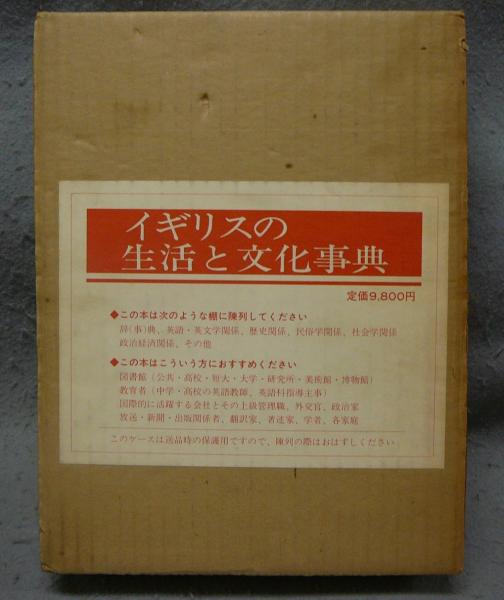 イギリスの
生活と文化事典
定価9,800円
◆この本は次のような棚に陳列してください
辞(事)典、英語・英文学関係、歴史関係、民俗学関係、社会学関係
政治経済関係、その他
◆この本はこういう方におすすめください
図書館(公共・高校・短大・大学・研究所・美術館・博物館)
教育者(中学・高校の英語教師、英語科指導主事)
国際的に活躍する会社とその上級管理職、外交官、政治家
放送・新聞・出版関係者、翻訳家、著述家、学者、各家庭
このケースは送品時の保護用ですので、陳列の際はおはずしください